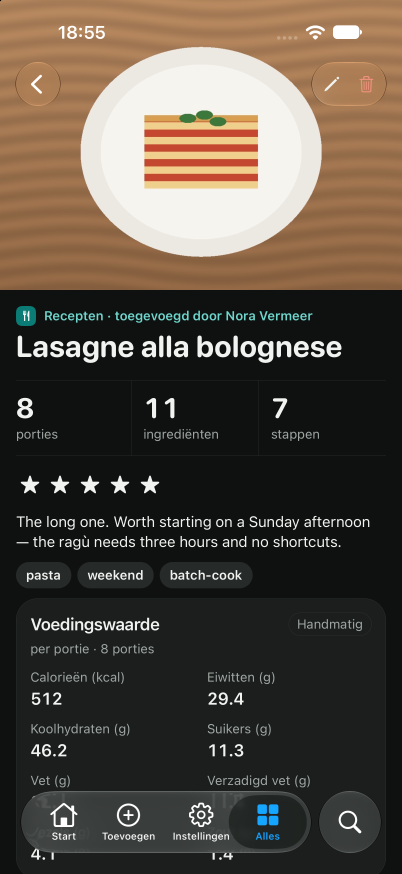 18:55
Recepten · toegevoegd door Nora Vermeer
Lasagne alla bolognese
8
porties
11
ingrediënten
7
stappen
The long one. Worth starting on a Sunday afternoon
— the ragù needs three hours and no shortcuts.
pasta
weekend
batch-cook
Voedingswaarde
Handmatig
per portie · 8 porties
Calorieën (kcal)
Eiwitten (g)
512
29.4
Koolhydraten (g)
Suikers (g)
46.2
11.3
Vet (g)
Verzadigd vet (g)
Start
Toevoegen
Instellingen
Alles
4.1
1.4